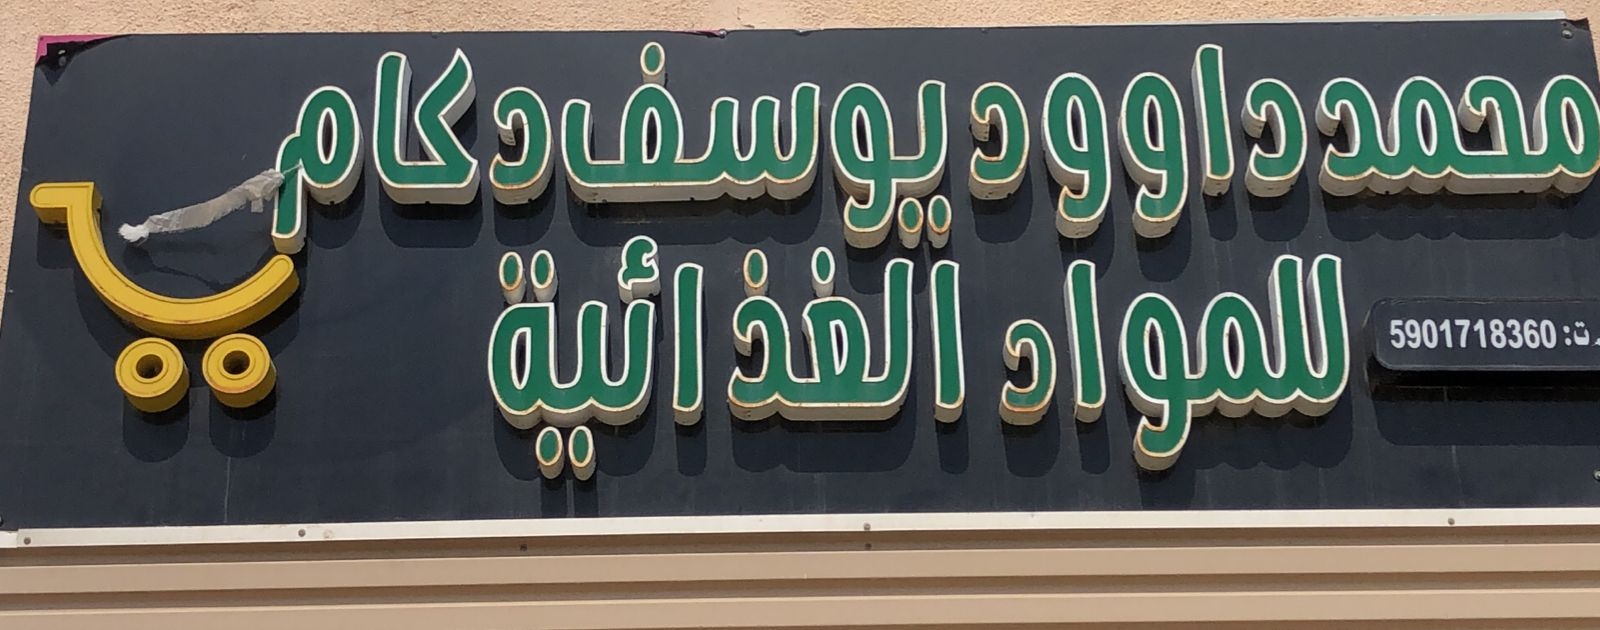 محمد داوود يوسف دكام
للمواد الغذائية
ت: 5901718360